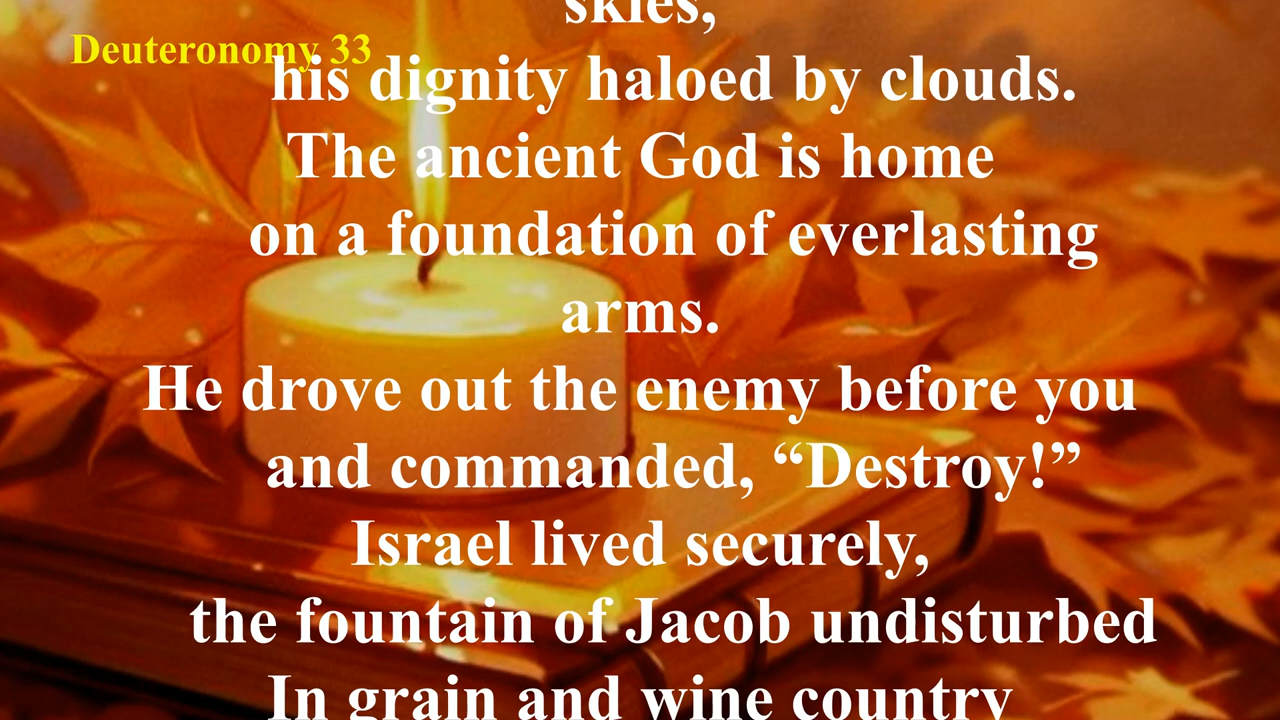 skies,
Deuteronomy 33
his dignity haloed by clouds.
The ancient God is home
on a foundation of everlasting
arms.
He drove out the enemy before you
and commanded, “Destroy!”
Israel lived securely,
the fountain of Jacob undisturbed
In grain and wine country